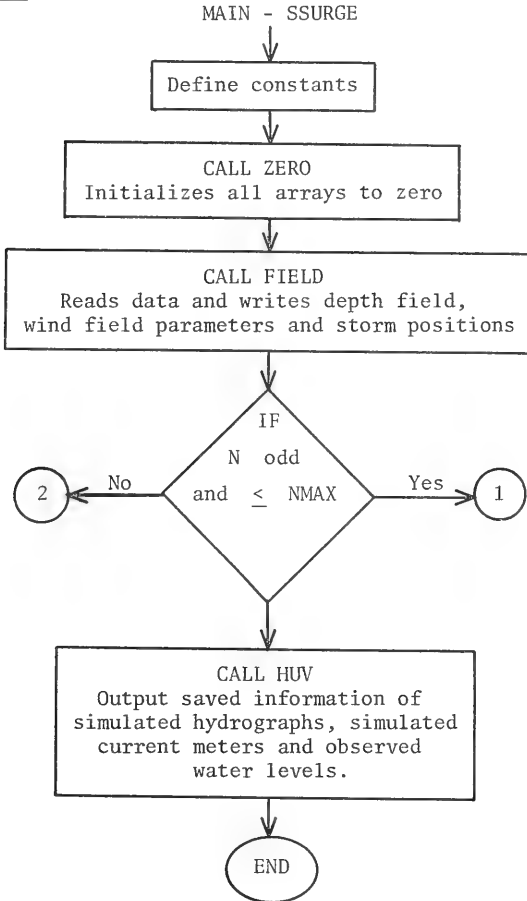 MAIN - SSURGE
Define constants
CALL ZERO
Initializes all arrays to zero
CALL FIELD
Reads data and writes depth field,
wind field parameters and storm positions
IF
N odd
and ≤ NMAX
No
Yes
2
1
CALL HUV
Output saved information of
simulated hydrographs, simulated
current meters and observed
water levels.
END